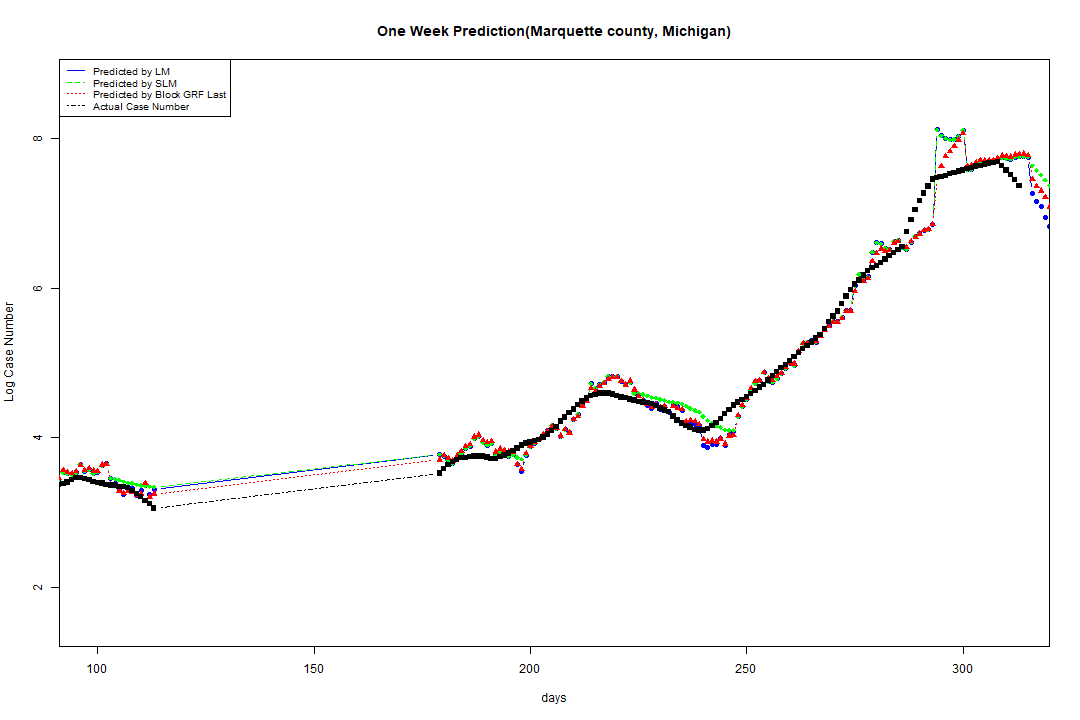 One Week Prediction(Marquette county, Michigan)
Predicted by LM
Predicted by SLM
Predicted by Block GRF Last
Actual Case Number
8
6
4
2
Log Case Number
100 150 200 250 300
days